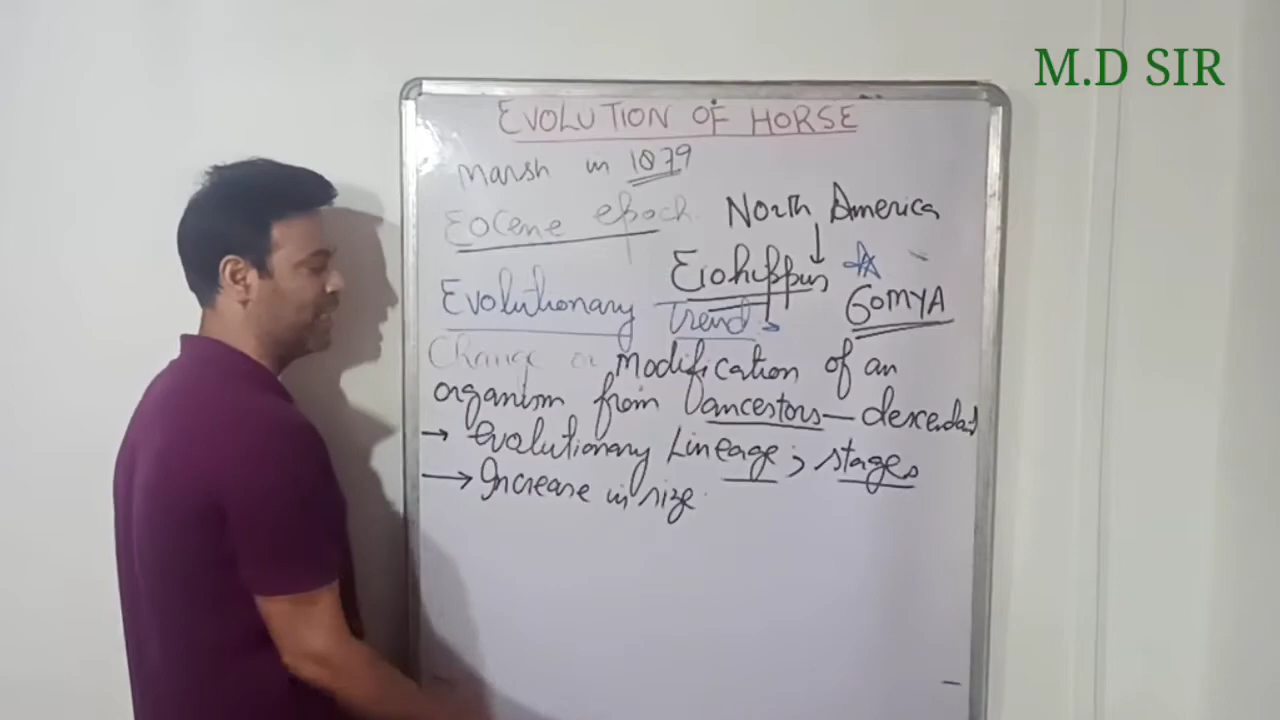 M.D SIR
EVOLUTION OF HORSE
Marsh in 1879
Eocene epoch North America
Eohippus
Evolutionary Trend 60MYA
Change or Modification of an
organism from ancestors — descendat
→ Evolutionary Lineage; stages
→ Increase in size